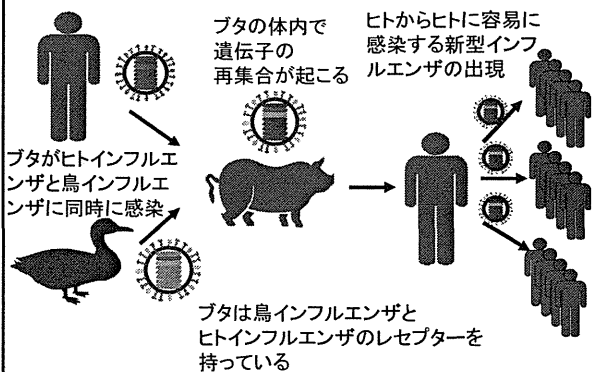 ブタの体内で
遺伝子の
再集合が起こる
ヒトからヒトに容易に
感染する新型インフ
ルエンザの出現
ブタがヒトインフルエ
ンザと鳥インフルエ
ンザに同時に感染
ブタは鳥インフルエンザと
ヒトインフルエンザのレセプターを
持っている